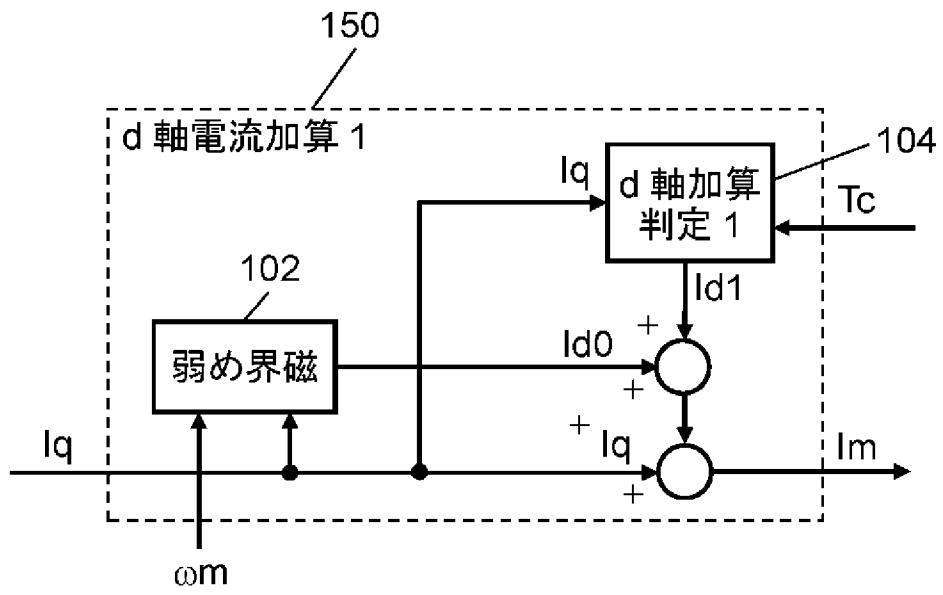 150
d 軸電流加算 1
104
Iq
d 軸加算
判定 1
Tc
102
Id1
+
弱め界磁
Id0
+
+
Iq
Iq
Im
+
ωm